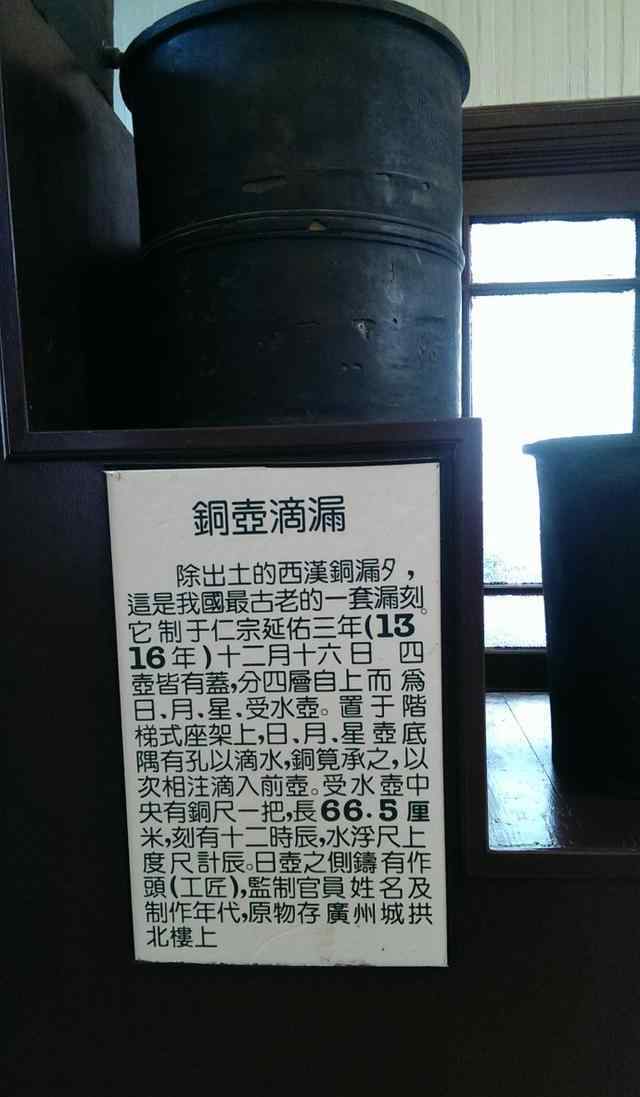 銅壺滴漏
除出土的西漢銅漏夕，
這是我國最古老的一套漏刻。
它制于仁宗延佑三年(13
16年)十二月十六日 四
壺皆有蓋,分四層自上而為
日、月、星、受水壺。置于階
梯式座架上,日、月、星壺底
隅有孔以滴水,銅筧承之,以
次相注滴入前壺。受水壺中
央有銅尺一把,長66.5厘
米,刻有十二時辰,水浮尺上
度尺計辰。日壺之側鑄有作
頭(工匠),監制官員姓名及
制作年代,原物存廣州城拱
北樓上